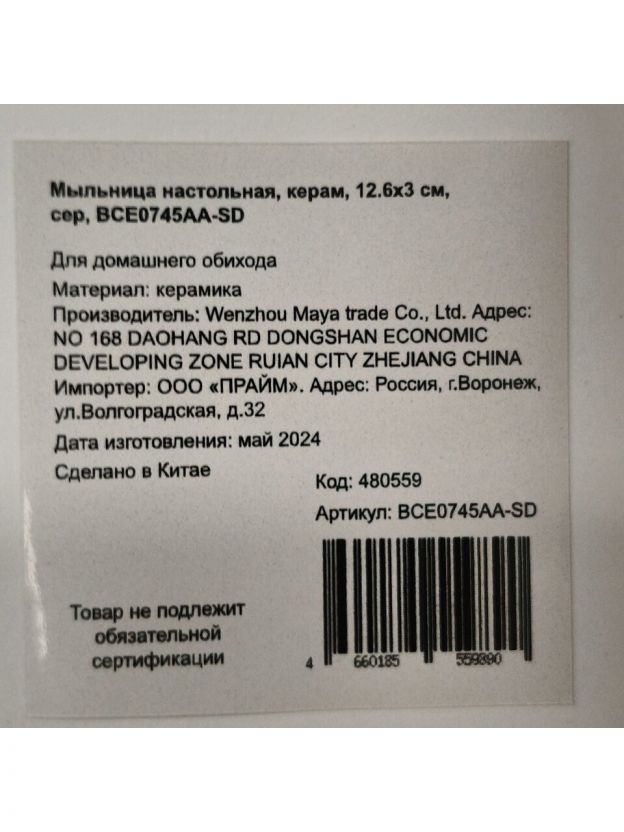 Мыльница настольная, керам, 12.6х3 см,
сер, BCE0745AA-SD
Для домашнего обихода
Материал: керамика
Производитель: Wenzhou Maya trade Co., Ltd. Адрес:
NO 168 DAOHANG RD DONGSHAN ECONOMIC
DEVELOPING ZONE RUIAN CITY ZHEJIANG CHINA
Импортер: ООО «ПРАЙМ». Адрес: Россия, г.Воронеж,
ул.Волгоградская, д.32
Дата изготовления: май 2024
Сделано в Китае
Код: 480559
Артикул: BCE0745AA-SD
Товар не подлежит
обязательной
сертификации
4 660185 559890